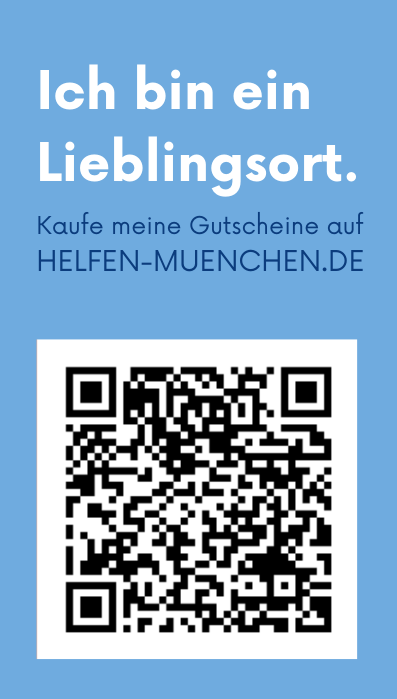 Ich bin ein
Lieblingsort.
Kaufe meine Gutscheine auf
HELFEN-MUENCHEN.DE